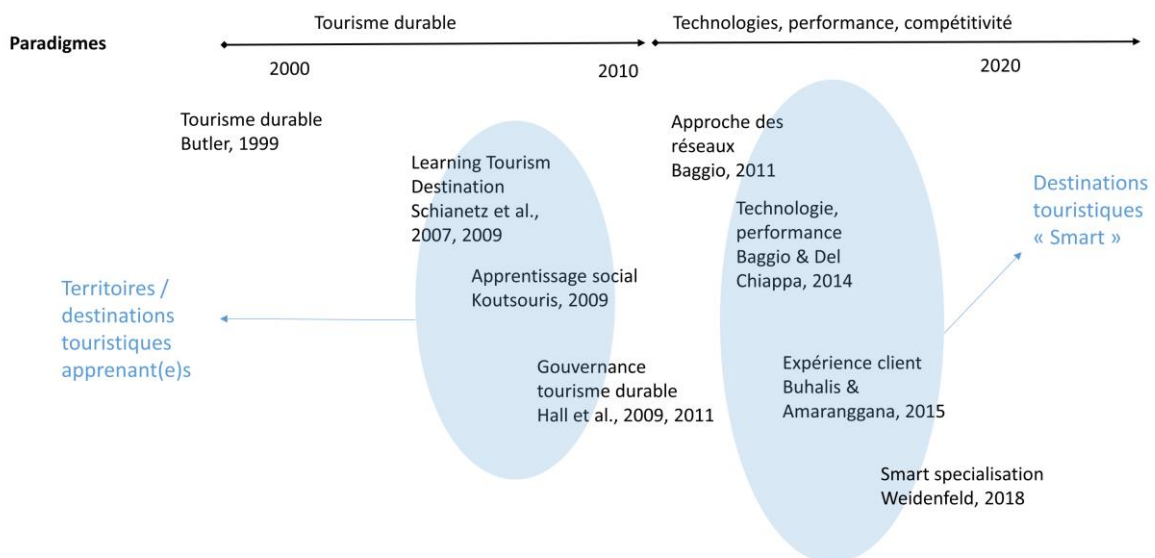 Tourisme durable
Technologies, performance, compétitivité
Paradigmes
2000
2010
2020
Tourisme durable
Butler, 1999
Learning Tourism
Destination
Schianetz et al.,
2007, 2009
Apprentissage social
Koutsouris, 2009
Gouvernance
tourisme durable
Hall et al., 2009, 2011
Territoires /
destinations
touristiques
apprenant(e)s
Approche des
réseaux
Baggio, 2011
Technologie,
performance
Baggio & Del
Chiappa, 2014
Expérience client
Buhalis &
Amaranggana, 2015
Smart specialisation
Weidenfeld, 2018
Destinations
touristiques
« Smart »